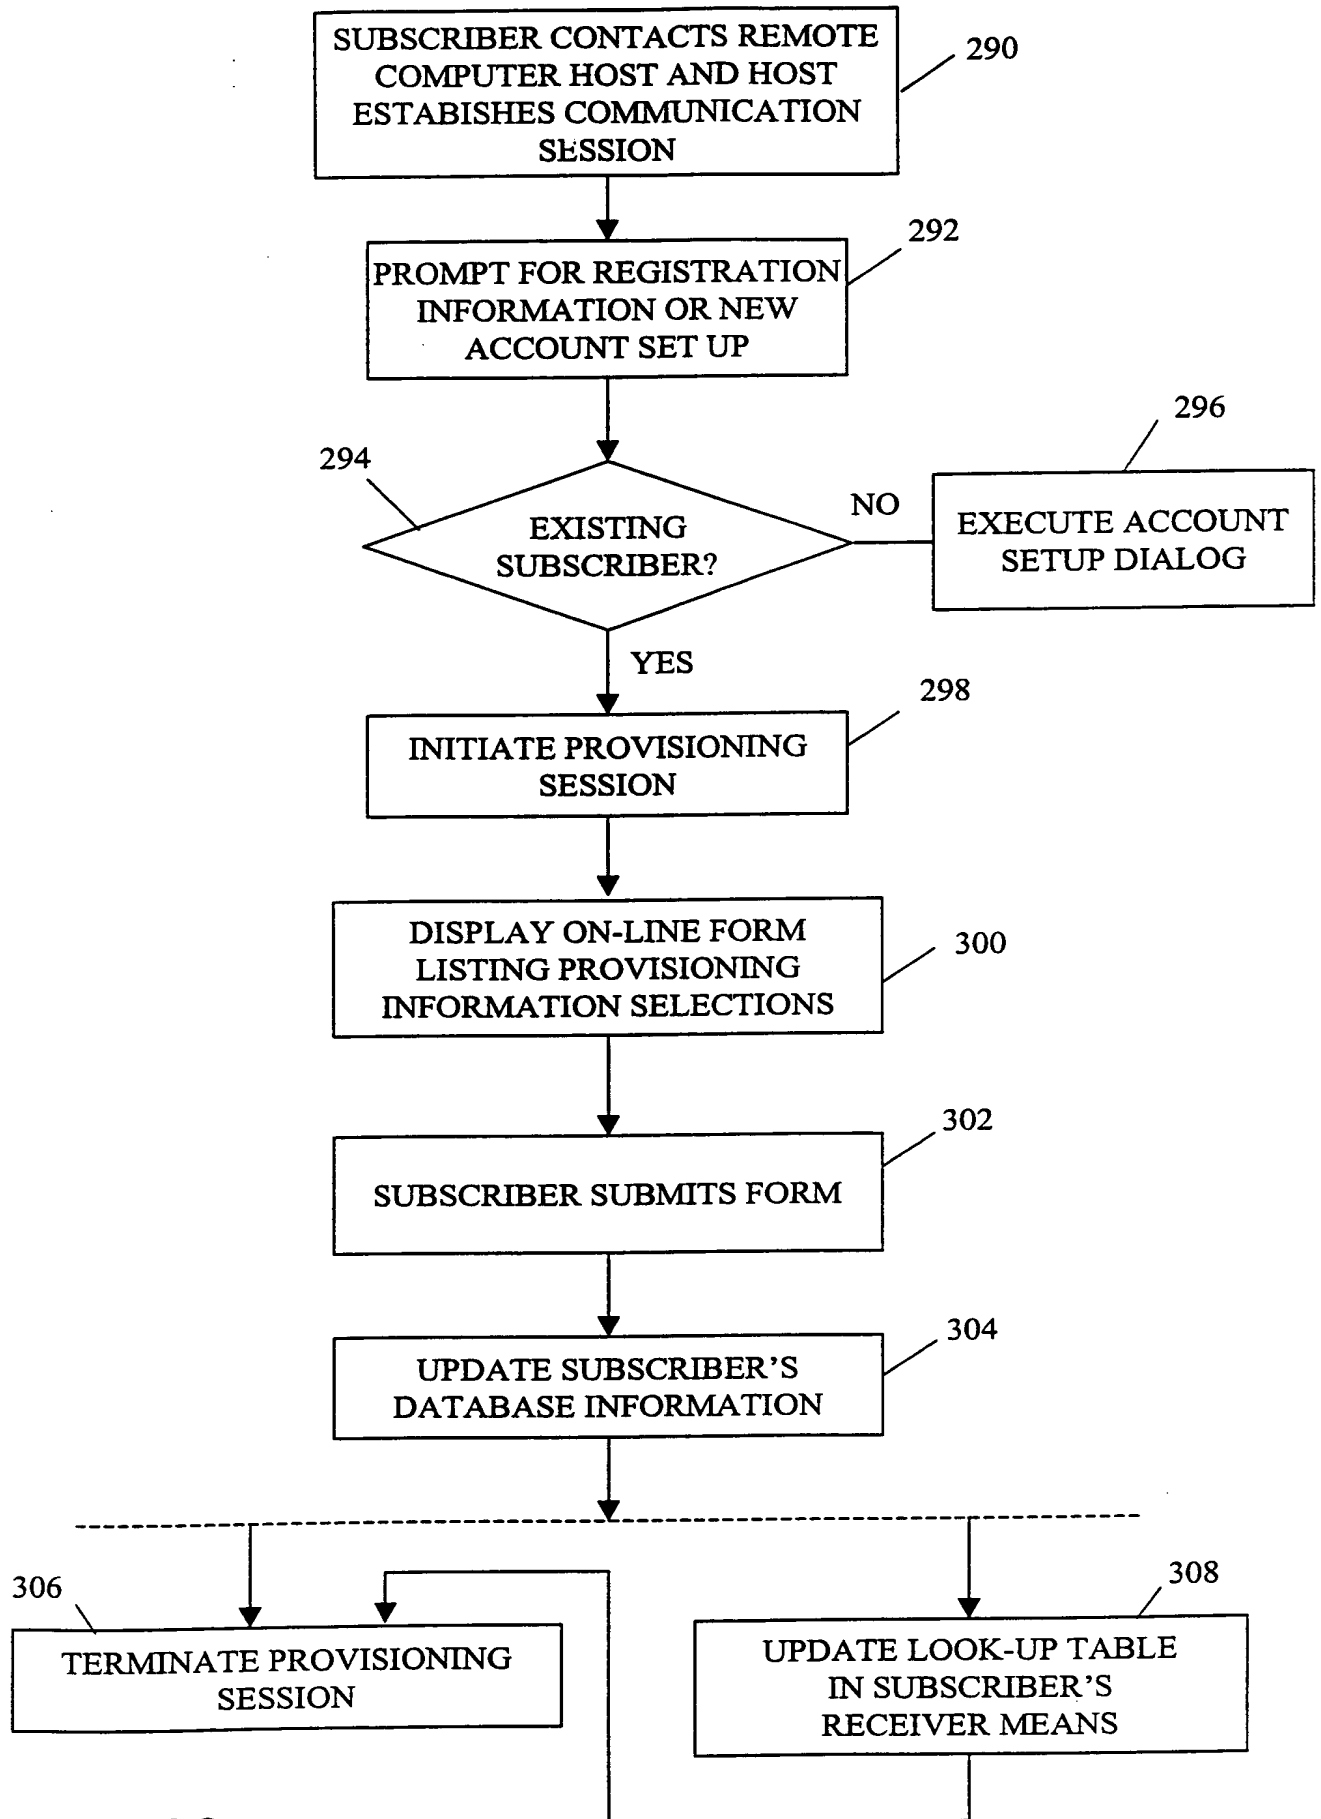 SUBSCRIBER CONTACTS REMOTE
COMPUTER HOST AND HOST
ESTABISHES COMMUNICATION
SESSION
290
292
PROMPT FOR REGISTRATION
INFORMATION OR NEW
ACCOUNT SET UP
294
EXISTING
SUBSCRIBER?
NO
296
EXECUTE ACCOUNT
SETUP DIALOG
YES
298
INITIATE PROVISIONING
SESSION
300
DISPLAY ON-LINE FORM
LISTING PROVISIONING
INFORMATION SELECTIONS
302
SUBSCRIBER SUBMITS FORM
304
UPDATE SUBSCRIBER'S
DATABASE INFORMATION
306
TERMINATE PROVISIONING
SESSION
308
UPDATE LOOK-UP TABLE
IN SUBSCRIBER'S
RECEIVER MEANS